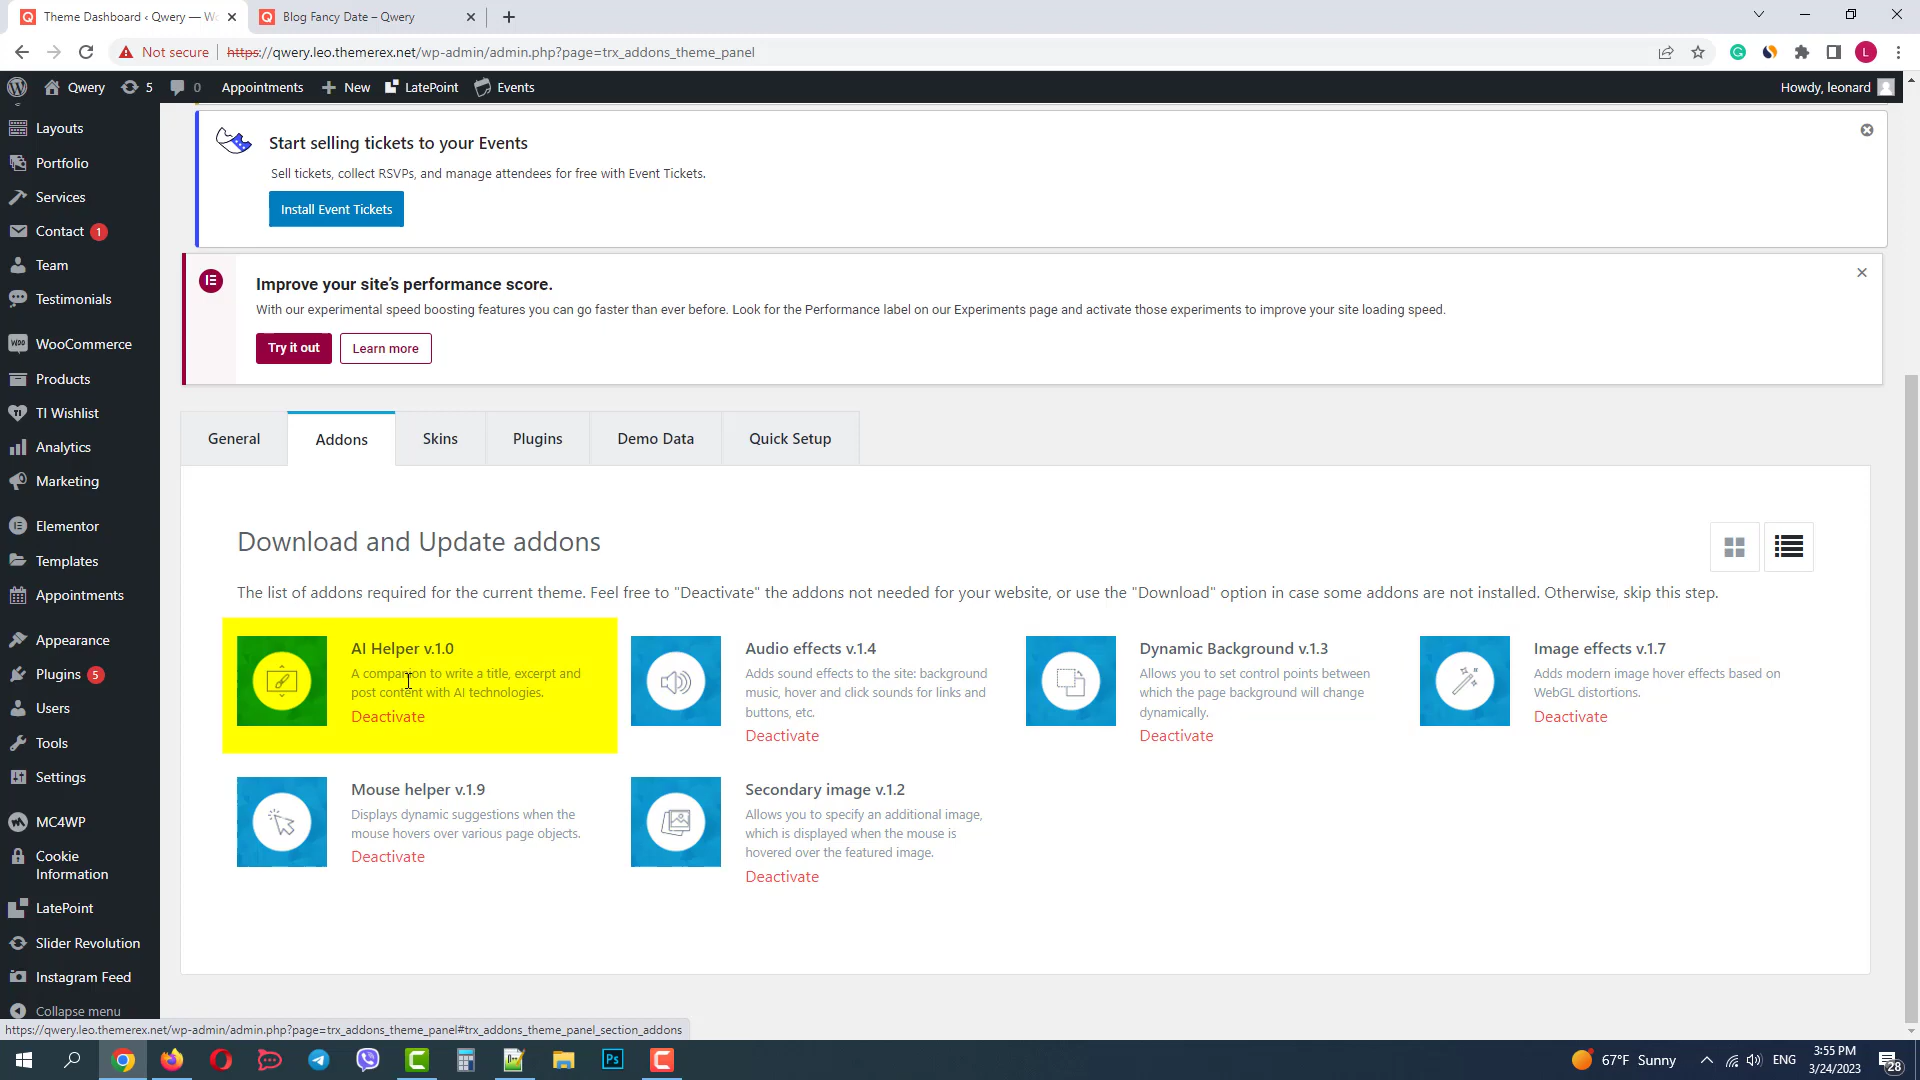 Theme Dashboard ‹ Qwery — Wo
Blog Fancy Date – Qwery
Not secure
https://qwery.leo.themerex.net/wp-admin/admin.php?page=trx_addons_theme_panel
L
Qwery
5
0
Appointments
New
LatePoint
Events
Howdy, leonard
Layouts
Portfolio
Services
Contact 1
Team
Testimonials
WooCommerce
Products
TI Wishlist
Analytics
Marketing
Elementor
Templates
Appointments
Appearance
Plugins 5
Users
Tools
Settings
MC4WP
Cookie
Information
LatePoint
Slider Revolution
Instagram Feed
Collapse menu
Start selling tickets to your Events
Sell tickets, collect RSVPs, and manage attendees for free with Event Tickets.
Install Event Tickets
Improve your site's performance score.
With our experimental speed boosting features you can go faster than ever before. Look for the Performance label on our Experiments page and activate those experiments to improve your site loading speed.
Try it out
Learn more
General
Addons
Skins
Plugins
Demo Data
Quick Setup
Download and Update addons
The list of addons required for the current theme. Feel free to "Deactivate" the addons not needed for your website, or use the "Download" option in case some addons are not installed. Otherwise, skip this step.
AI Helper v.1.0
A companion to write a title, excerpt and
post content with AI technologies.
Deactivate
Audio effects v.1.4
Adds sound effects to the site: background
music, hover and click sounds for links and
buttons, etc.
Deactivate
Dynamic Background v.1.3
Allows you to set control points between
which the page background will change
dynamically.
Deactivate
Image effects v.1.7
Adds modern image hover effects based on
WebGL distortions.
Deactivate
Mouse helper v.1.9
Displays dynamic suggestions when the
mouse hovers over various page objects.
Deactivate
Secondary image v.1.2
Allows you to specify an additional image,
which is displayed when the mouse is
hovered over the featured image.
Deactivate
https://qwery.leo.themerex.net/wp-admin/admin.php?page=trx_addons_theme_panel#trx_addons_theme_panel_section_addons
Ps
67°F Sunny
ENG
3:55 PM
3/24/2023
28